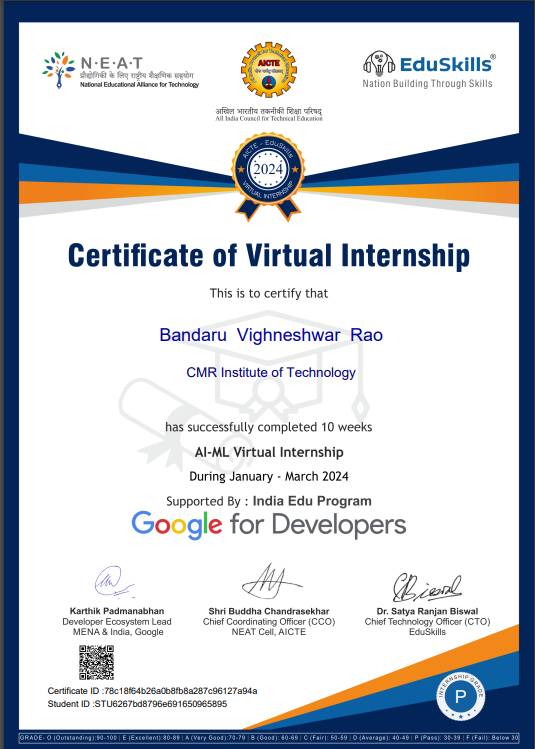 N·E·A·T
प्रौद्योगिकी के लिए राष्ट्रीय शैक्षणिक सहयोग
National Educational Alliance for Technology
AICTE
अखिल भारतीय तकनीकी शिक्षा परिषद्
All India Council for Technical Education
EduSkills®
Nation Building Through Skills
AICTE - EduSkills
2024
VIRTUAL INTERNSHIP
Certificate of Virtual Internship
This is to certify that
Bandaru Vighneshwar Rao
CMR Institute of Technology
has successfully completed 10 weeks
AI-ML Virtual Internship
During January - March 2024
Supported By : India Edu Program
Google for Developers
Karthik Padmanabhan
Developer Ecosystem Lead
MENA & India, Google
Shri Buddha Chandrasekhar
Chief Coordinating Officer (CCO)
NEAT Cell, AICTE
Dr. Satya Ranjan Biswal
Chief Technology Officer (CTO)
EduSkills
Certificate ID :78c18f64b26a0b8fb8a287c96127a94a
Student ID :STU6267bd8796e691650965895
INTERNSHIP GRADE
P
GRADE- O (Outstanding):90-100 | E (Excellent):80-89 | A (Very Good):70-79 | B (Good): 60-69 | C (Fair): 50-59 | D (Average): 40-49 | P (Pass): 30-39 | F (Fail): Below 30